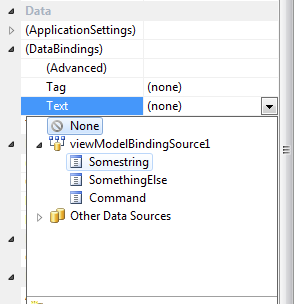 Data
(ApplicationSettings)
(DataBindings)
(Advanced)
Tag (none)
Text (none)
None
viewModelBindingSource1
Somestring
SomethingElse
Command
Other Data Sources